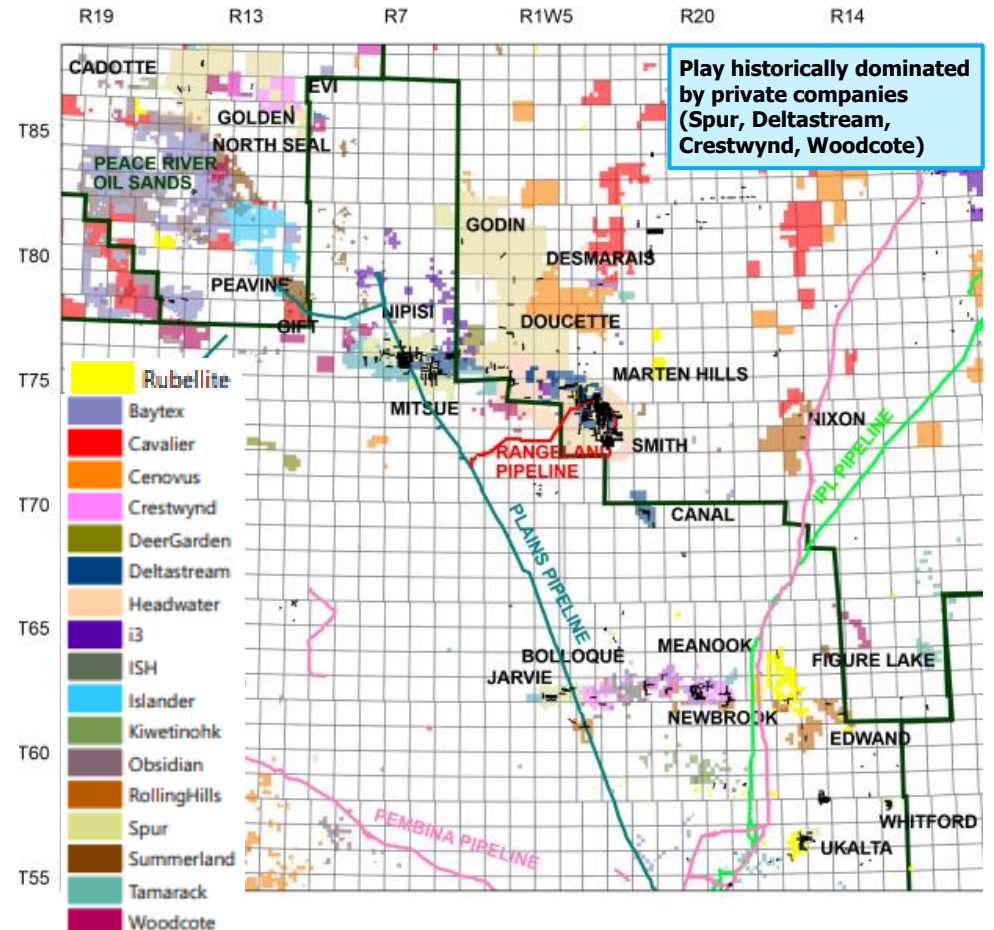 R19 R13 R7 R1W5 R20 R14
Play historically dominated
by private companies
(Spur, Deltastream,
Crestwynd, Woodcote)
CADOTTE
EVI
GOLDEN
T85
NORTH SEAL
PEACE RIVER
OIL SANDS
GODIN
T80
DESMARAIS
PEAVINE
NIPISI
GIFT
DOUCETTE
T75
MARTEN HILLS
MITSUE
NIXON
SMITH
RANGELAND
PIPELINE
IPL PIPELINE
T70
CANAL
PLAINS PIPELINE
T65
MEANOOK
BOLLOQUE
FIGURE LAKE
JARVIE
NEWBROOK
EDWAND
T60
PEMBINA PIPELINE
WHITFORD
UKALTA
T55
Rubellite
Baytex
Cavalier
Cenovus
Crestwynd
DeerGarden
Deltastream
Headwater
i3
ISH
Islander
Kiwetinohk
Obsidian
RollingHills
Spur
Summerland
Tamarack
Woodcote